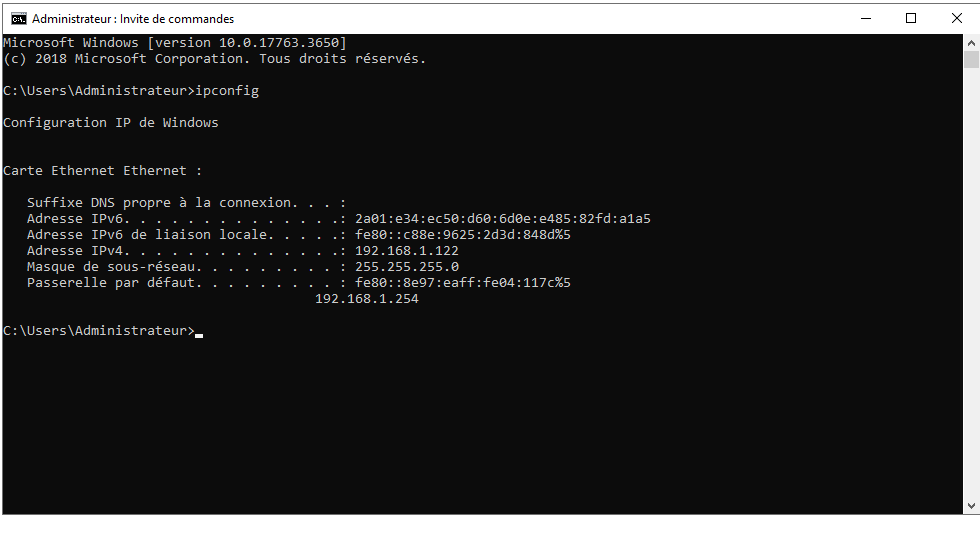 Administrateur : Invite de commandes
Microsoft Windows [version 10.0.17763.3650]
(c) 2018 Microsoft Corporation. Tous droits réservés.
C:\Users\Administrateur>ipconfig
Configuration IP de Windows
Carte Ethernet Ethernet :
Suffixe DNS propre à la connexion. . . :
Adresse IPv6. . . . . . . . . . . . . .: 2a01:e34:ec50:d60:6d0e:e485:82fd:a1a5
Adresse IPv6 de liaison locale. . . . .: fe80::c88e:9625:2d3d:848d%5
Adresse IPv4. . . . . . . . . . . . . .: 192.168.1.122
Masque de sous-réseau. . . . . . . . . : 255.255.255.0
Passerelle par défaut. . . . . . . . . : fe80::8e97:eaff:fe04:117c%5
192.168.1.254
C:\Users\Administrateur>